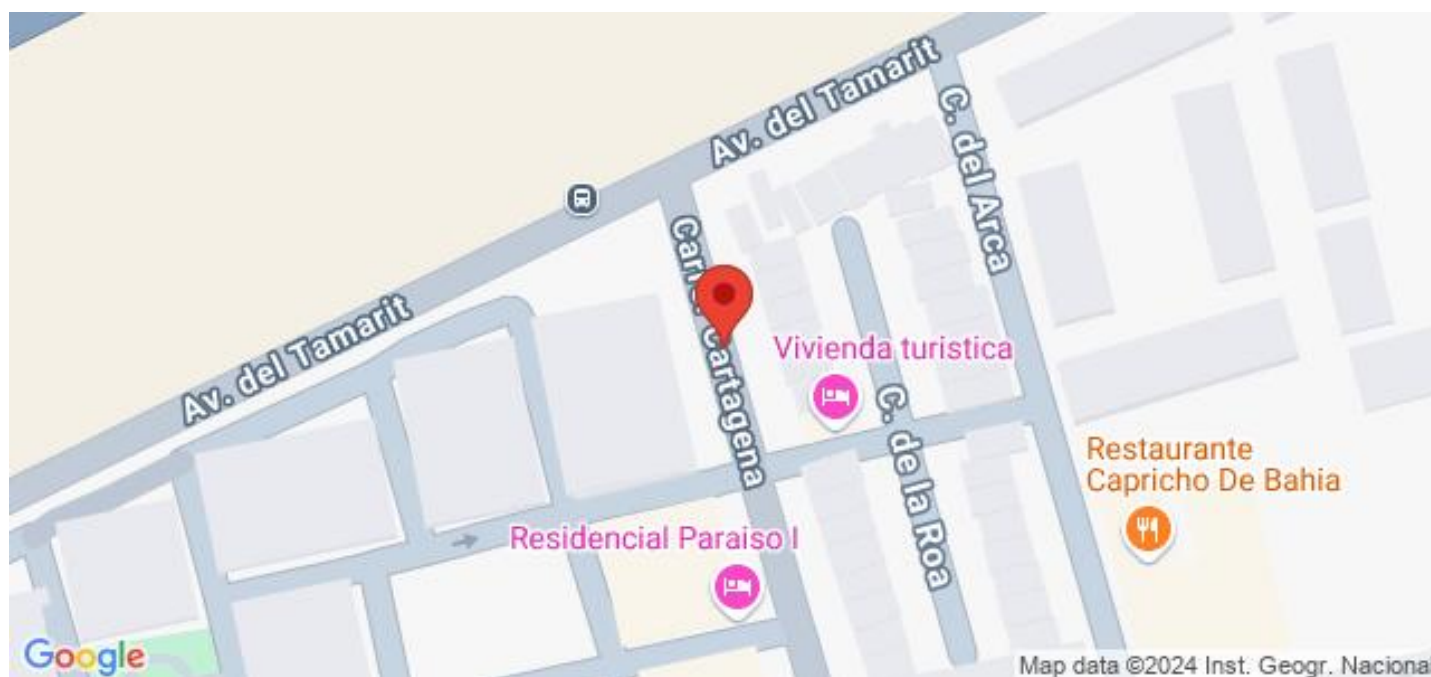 Av. del Tamarit
C. del Arca
Cartagena
Av. del Tamarit
Vivienda turistica
C. de la Roa
Restaurante
Capricho De Bahia
Residencial Paraiso I
Google
Map data ©2024 Inst. Geogr. Nacional